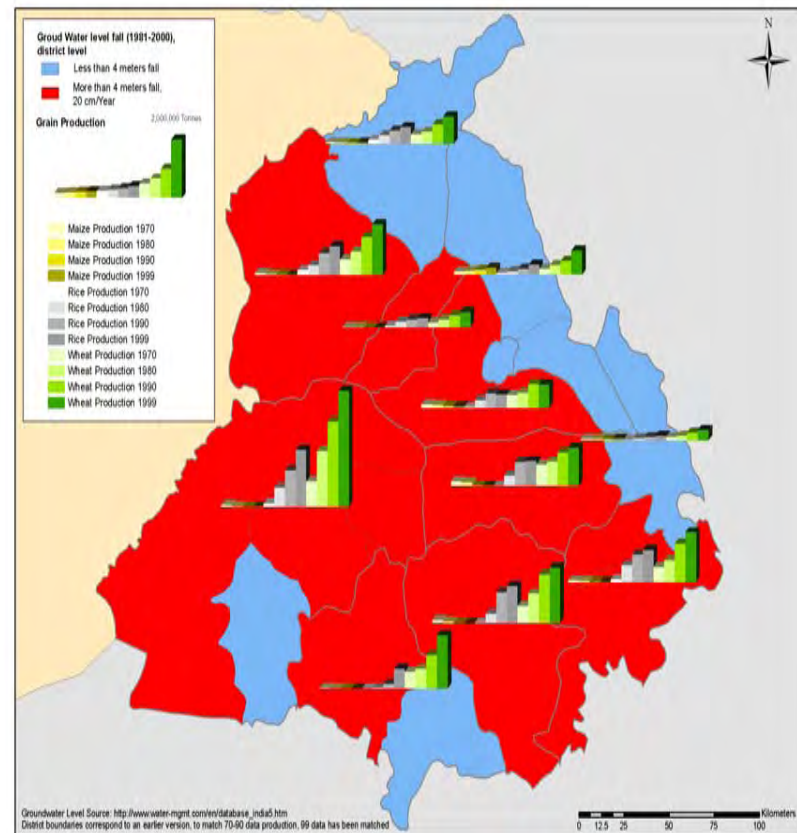 Groud Water level fall (1981-2000),
district level
Less than 4 meters fall
More than 4 meters fall,
20 cm/Year
Grain Production
2,000,000 Tonnes
Maize Production 1970
Maize Production 1980
Maize Production 1990
Maize Production 1999
Rice Production 1970
Rice Production 1980
Rice Production 1990
Rice Production 1999
Wheat Production 1970
Wheat Production 1980
Wheat Production 1990
Wheat Production 1999
N
Groundwater Level Source: http://www.water-mgmt.com/en/database_india5.htm
District boundaries correspond to an earlier version, to match 70-90 data production, 99 data has been matched
Kilometers
0 12.5 25 50 75 100